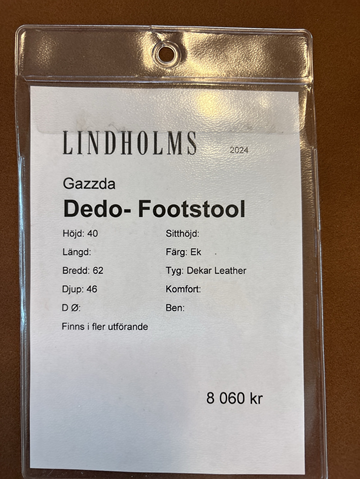 LINDHOLMS 2024
Gazzda
Dedo- Footstool
Höjd: 40 Sitthöjd:
Längd: Färg: Ek
Bredd: 62 Tyg: Dekar Leather
Djup: 46 Komfort:
D Ø: Ben:
Finns i fler utförande
8 060 kr